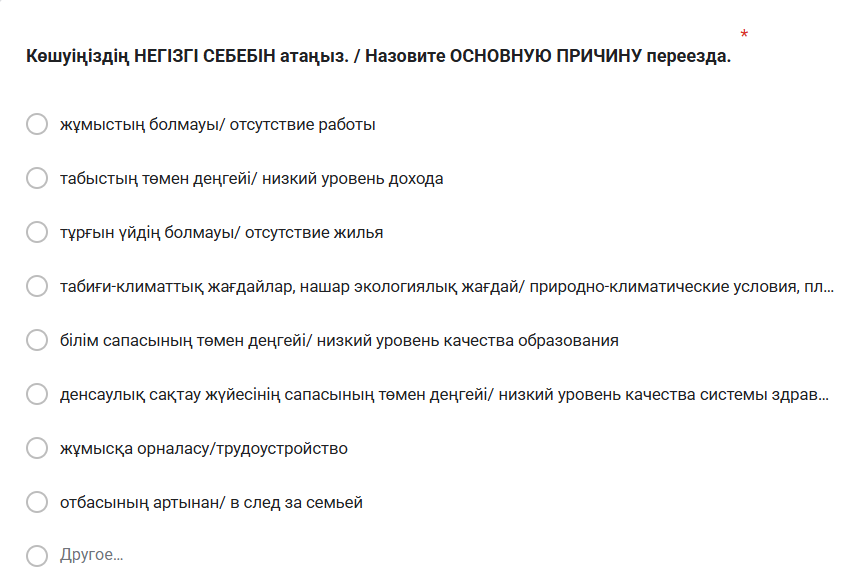 Көшуіңіздің НЕГІЗГІ СЕБЕБІН атаңыз. / Назовите ОСНОВНУЮ ПРИЧИНУ переезда. *
жұмыстың болмауы/ отсутствие работы
табыстың төмен деңгейі/ низкий уровень дохода
тұрғын үйдің болмауы/ отсутствие жилья
табиғи-климаттық жағдайлар, нашар экологиялық жағдай/ природно-климатические условия, пл...
білім сапасының төмен деңгейі/ низкий уровень качества образования
денсаулық сақтау жүйесінің сапасының төмен деңгейі/ низкий уровень качества системы здрав...
жұмысқа орналасу/трудоустройство
отбасының артынан/ в след за семьей
Другое...